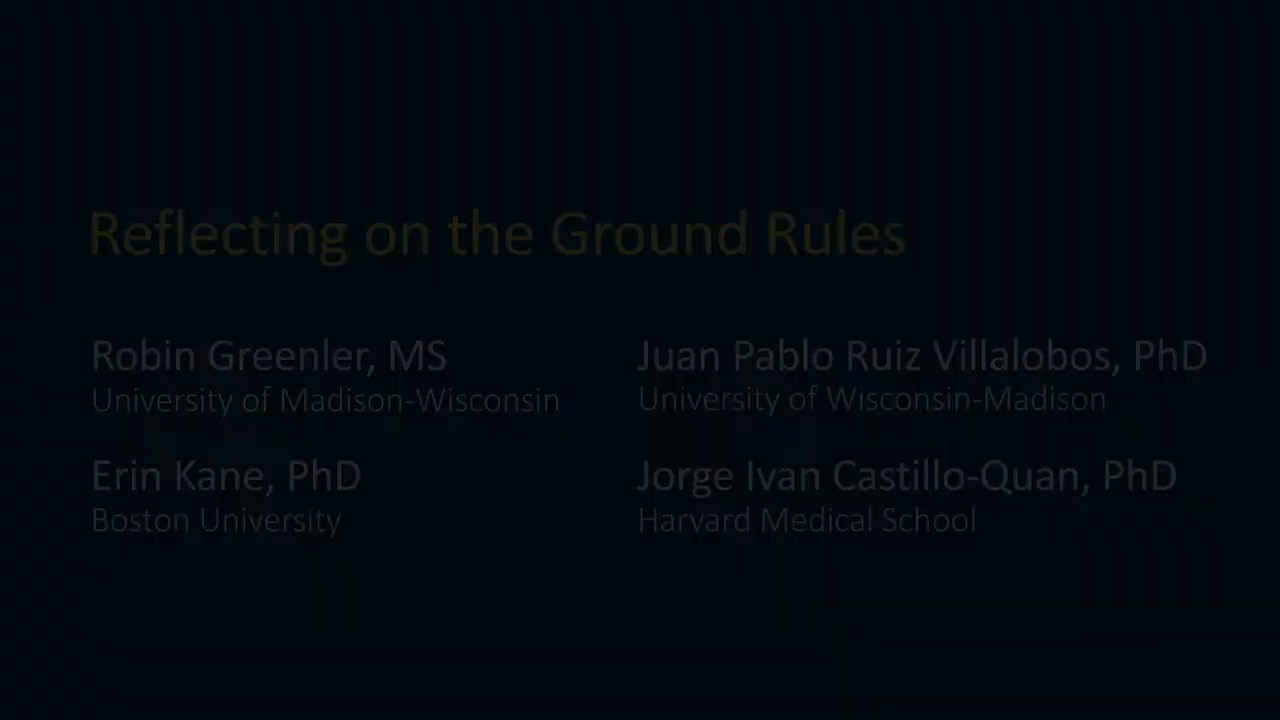 Reflecting on the Ground Rules
Robin Greenler, MS
University of Madison-Wisconsin
Erin Kane, PhD
Boston University
Juan Pablo Ruiz Villalobos, PhD
University of Wisconsin-Madison
Jorge Ivan Castillo-Quan, PhD
Harvard Medical School